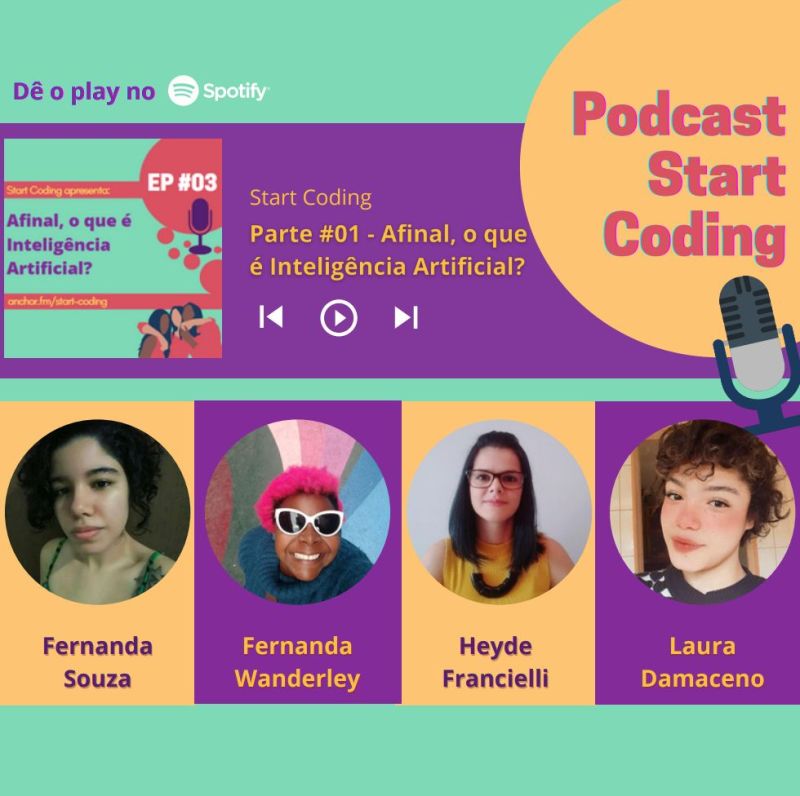 Dê o play no Spotify
Podcast
Start
Coding
EP #03
Start Coding apresenta:
Afinal, o que é
Inteligência
Artificial?
anchor.fm/start-coding
Start Coding
Parte #01 - Afinal, o que
é Inteligência Artificial?
Fernanda
Souza
Fernanda
Wanderley
Heyde
Francielli
Laura
Damaceno